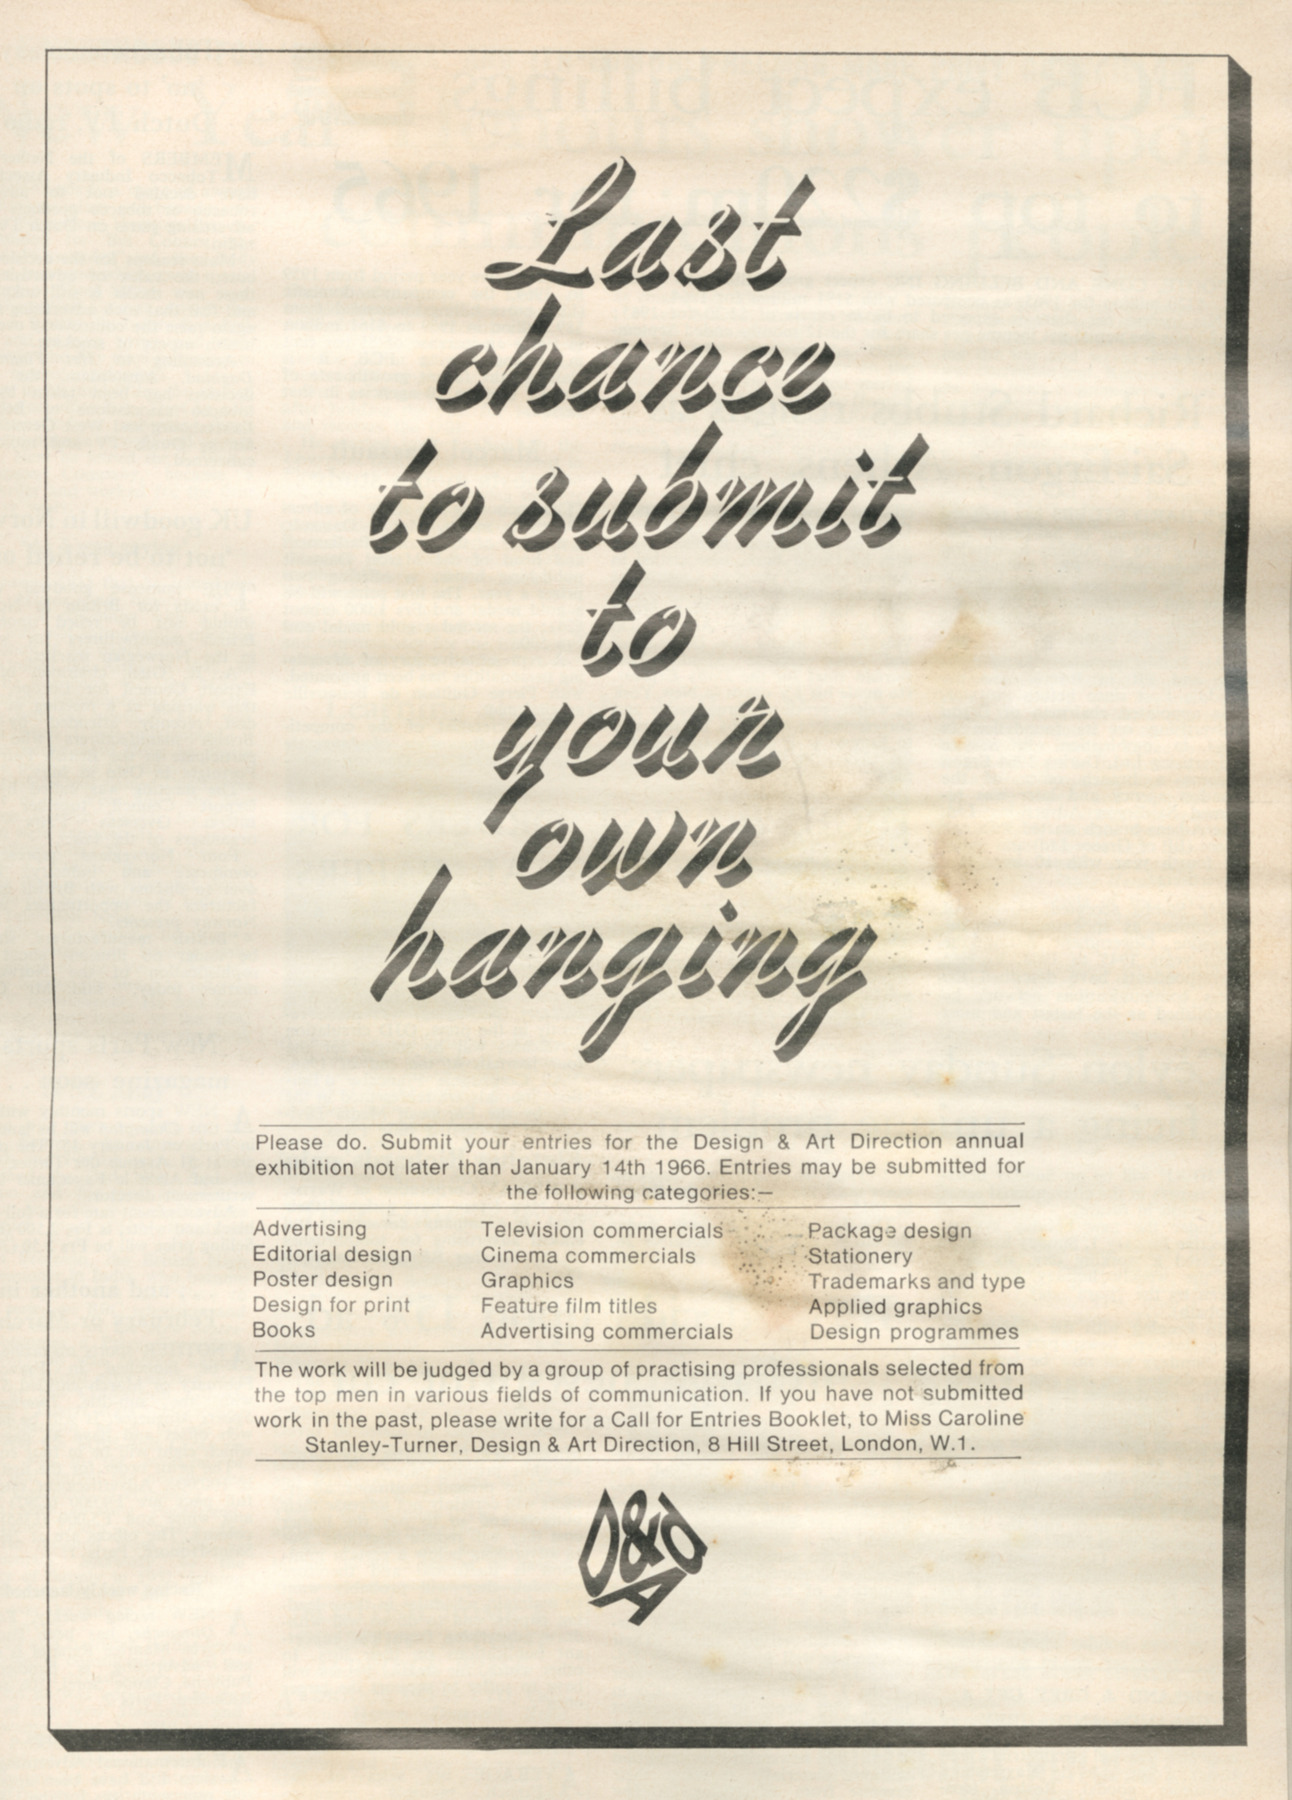 Last
chance
to submit
to
your
own
hanging
Please do. Submit your entries for the Design & Art Direction annual
exhibition not later than January 14th 1966. Entries may be submitted for
the following categories:—
Advertising
Editorial design
Poster design
Design for print
Books
Television commercials
Cinema commercials
Graphics
Feature film titles
Advertising commercials
Package design
Stationery
Trademarks and type
Applied graphics
Design programmes
The work will be judged by a group of practising professionals selected from
the top men in various fields of communication. If you have not submitted
work in the past, please write for a Call for Entries Booklet, to Miss Caroline
Stanley-Turner, Design & Art Direction, 8 Hill Street, London, W.1.
D&AD